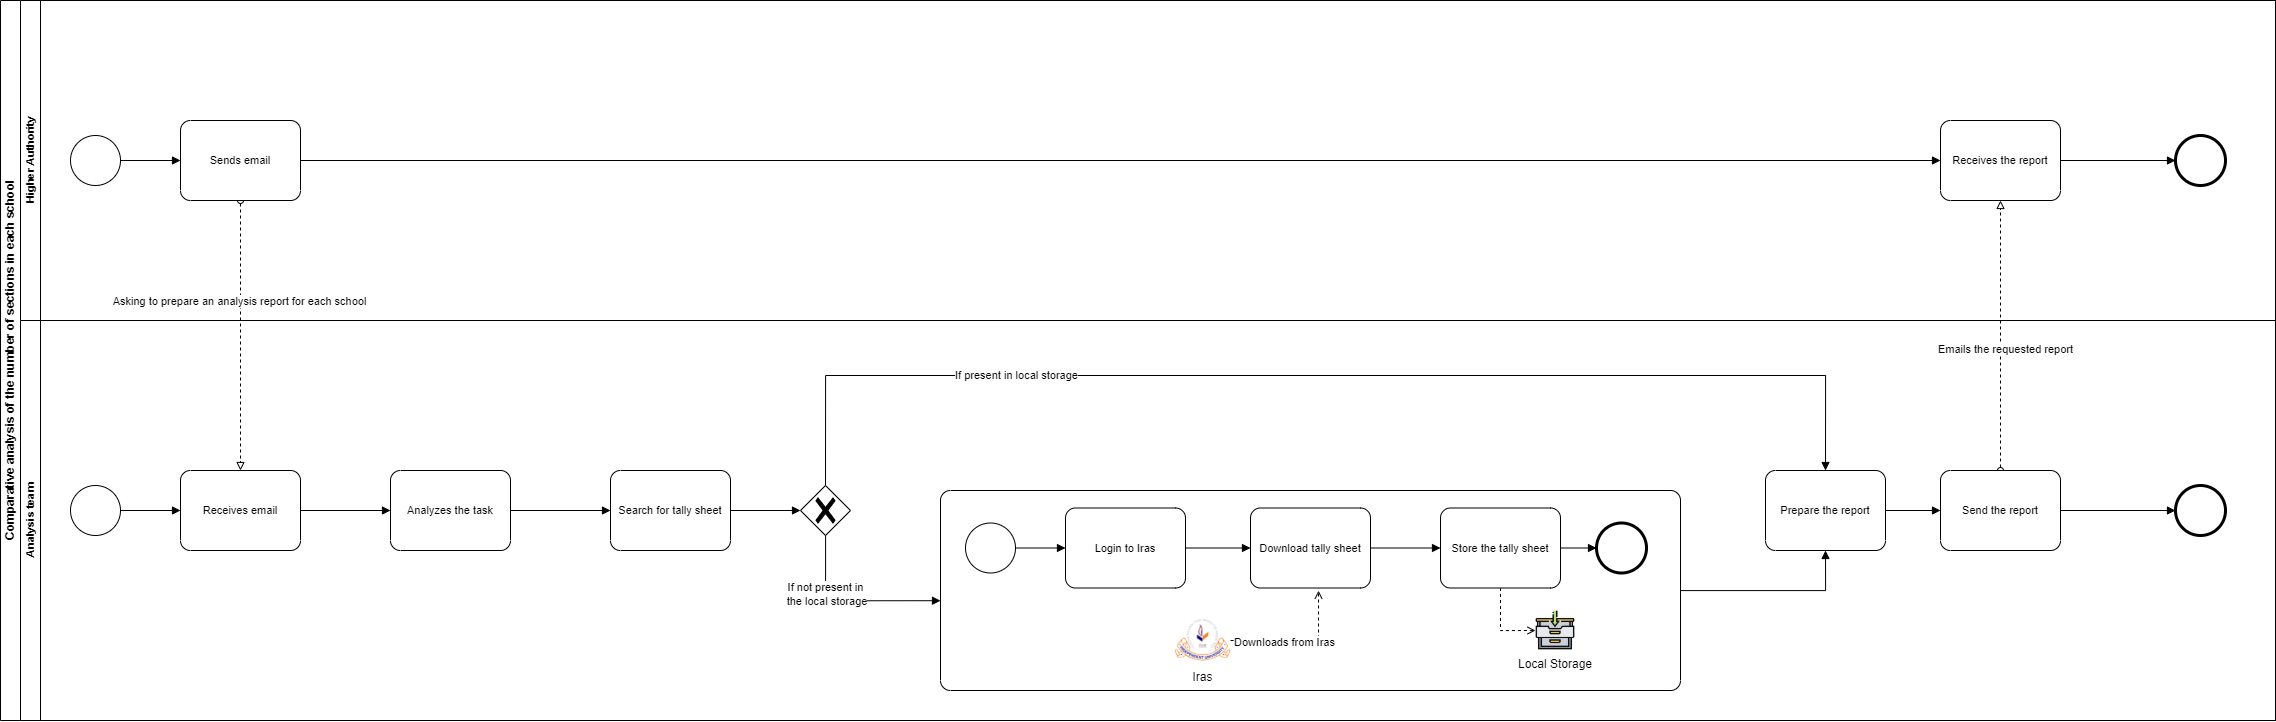 Comparative analysis of the number of sections in each school
Higher Authority
Sends email
Receives the report
Asking to prepare an analysis report for each school
Analysis team
Emails the requested report
If present in local storage
Receives email
Analyzes the task
Search for tally sheet
Prepare the report
Send the report
If not present in
the local storage
Login to Iras
Download tally sheet
Store the tally sheet
Downloads from Iras
Iras
Local Storage